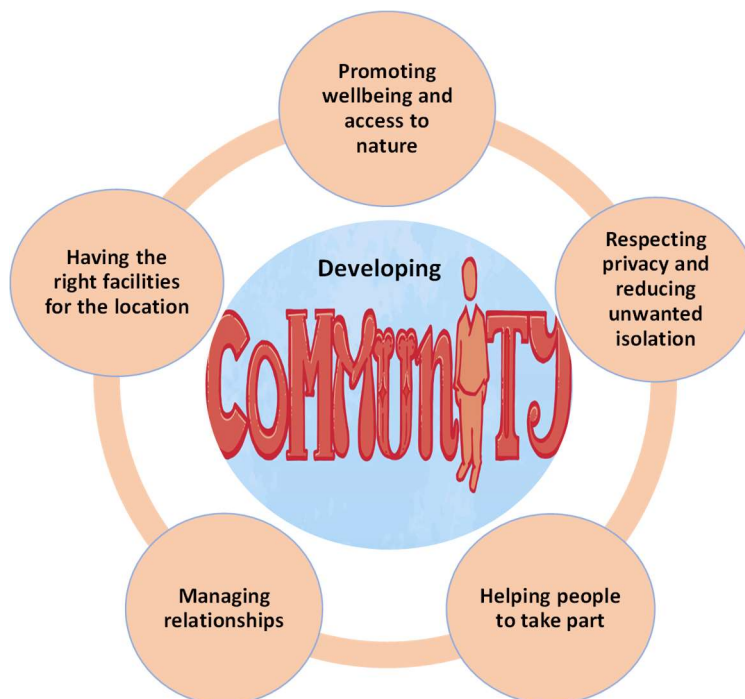 Promoting
wellbeing and
access to
nature
Respecting
privacy and
reducing
unwanted
isolation
Helping people
to take part
Managing
relationships
Having the
right facilities
for the location
Developing
COMMUNITY